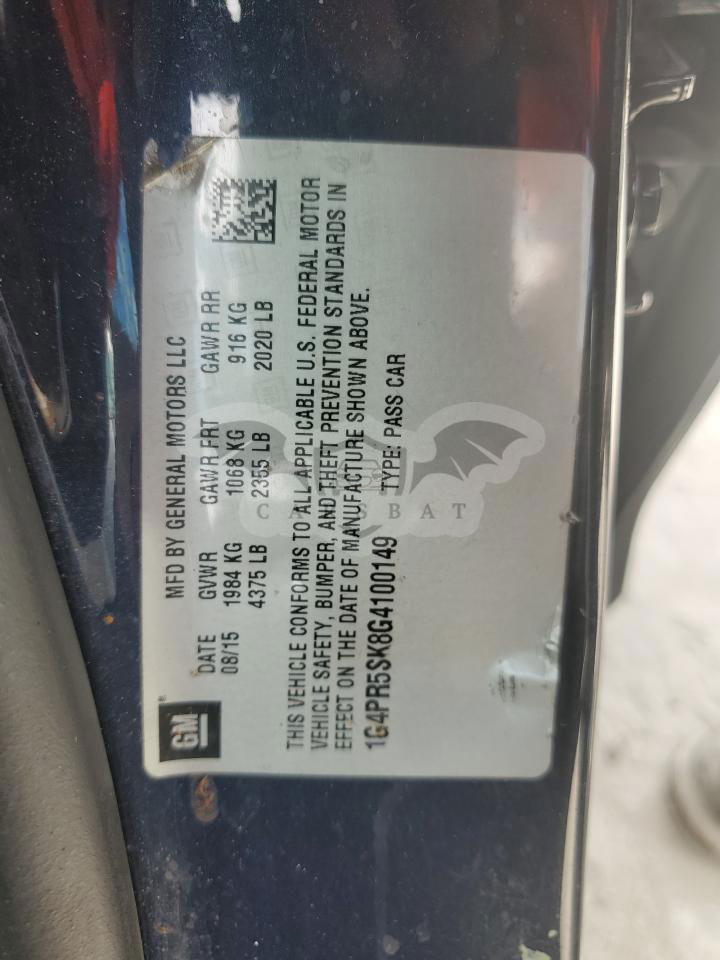 GM
MFD BY GENERAL MOTORS LLC
DATE GVWR GAWR FRT GAWR RR
08/15 1984 KG 1068 KG 916 KG
4375 LB 2355 LB 2020 LB
THIS VEHICLE CONFORMS TO ALL APPLICABLE U.S. FEDERAL MOTOR
VEHICLE SAFETY, BUMPER, AND THEFT PREVENTION STANDARDS IN
EFFECT ON THE DATE OF MANUFACTURE SHOWN ABOVE.
1G4PR5SK8G4100149 TYPE: PASS CAR
CARSBAT